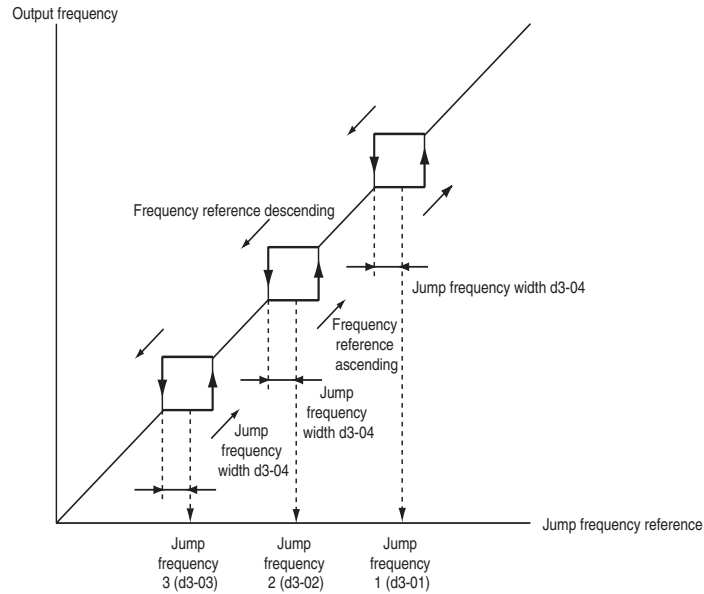 Output frequency
Frequency reference descending
Jump frequency width d3-04
Frequency
reference
ascending
Jump
frequency
width d3-04
Jump
frequency
width d3-04
Jump frequency reference
Jump
frequency
3 (d3-03)
Jump
frequency
2 (d3-02)
Jump
frequency
1 (d3-01)